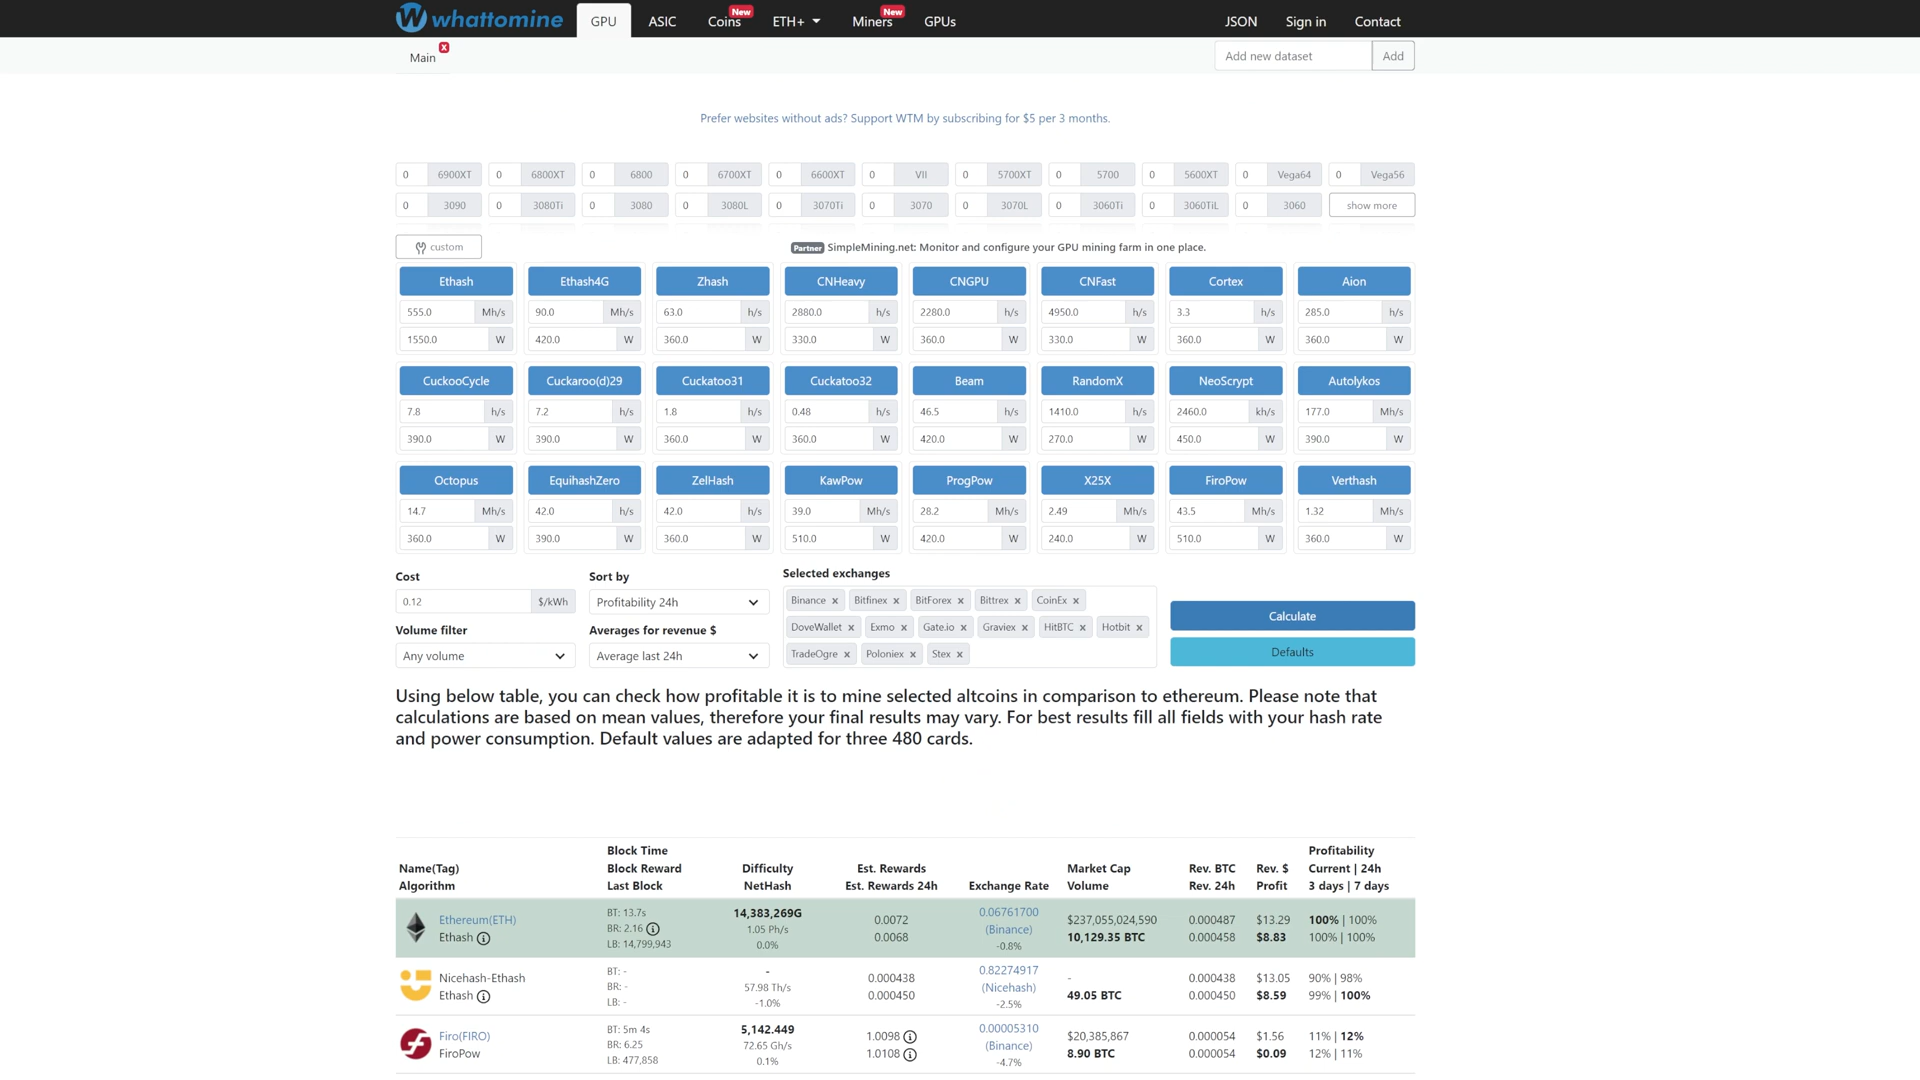 whattomine GPU ASIC Coins New ETH+ Miners New GPUs JSON Sign in Contact
Main x Add new dataset Add
Prefer websites without ads? Support WTM by subscribing for $5 per 3 months.
0 6900XT 0 6800XT 0 6800 0 6700XT 0 6600XT 0 VII 0 5700XT 0 5700 0 5600XT 0 Vega64 0 Vega56
0 3090 0 3080Ti 0 3080 0 3080L 0 3070Ti 0 3070 0 3070L 0 3060Ti 0 3060TiL 0 3060 show more
custom Partner SimpleMining.net: Monitor and configure your GPU mining farm in one place.
Ethash Ethash4G Zhash CNHeavy CNGPU CNFast Cortex Aion
555.0 Mh/s 90.0 Mh/s 63.0 h/s 2880.0 h/s 2280.0 h/s 4950.0 h/s 3.3 h/s 285.0 h/s
1550.0 W 420.0 W 360.0 W 330.0 W 360.0 W 330.0 W 360.0 W 360.0 W
CuckooCycle Cuckaroo(d)29 Cuckatoo31 Cuckatoo32 Beam RandomX NeoScrypt Autolykos
7.8 h/s 7.2 h/s 1.8 h/s 0.48 h/s 46.5 h/s 1410.0 h/s 2460.0 kh/s 177.0 Mh/s
390.0 W 390.0 W 360.0 W 360.0 W 420.0 W 270.0 W 450.0 W 390.0 W
Octopus EquihashZero ZelHash KawPow ProgPow X25X FiroPow Verthash
14.7 Mh/s 42.0 h/s 42.0 h/s 39.0 Mh/s 28.2 Mh/s 2.49 Mh/s 43.5 Mh/s 1.32 Mh/s
360.0 W 390.0 W 360.0 W 510.0 W 420.0 W 240.0 W 510.0 W 360.0 W
Cost Sort by Selected exchanges
0.12 $/kWh Profitability 24h Binance × Bitfinex × BitForex × Bittrex × CoinEx ×
Calculate
Volume filter Averages for revenue $ DoveWallet × Exmo × Gate.io × Graviex × HitBTC × Hotbit ×
Any volume Average last 24h TradeOgre × Poloniex × Stex ×
Defaults
Using below table, you can check how profitable it is to mine selected altcoins in comparison to ethereum. Please note that
calculations are based on mean values, therefore your final results may vary. For best results fill all fields with your hash rate
and power consumption. Default values are adapted for three 480 cards.
Block Time Profitability
Name(Tag) Block Reward Difficulty Est. Rewards Market Cap Rev. BTC Rev. $ Current | 24h
Algorithm Last Block NetHash Est. Rewards 24h Exchange Rate Volume Rev. 24h Profit 3 days | 7 days
BT: 13.7s 14,383,269G 0.06761700
Ethereum(ETH) BR: 2.16 1.05 Ph/s 0.0072 (Binance) $237,055,024,590 0.000487 $13.29 100% | 100%
Ethash LB: 14,799,943 0.0% 0.0068 -0.8% 10,129.35 BTC 0.000458 $8.83 100% | 100%
BT: - - 0.82274917
Nicehash-Ethash BR: - 57.98 Th/s 0.000438 (Nicehash) - 0.000438 $13.05 90% | 98%
Ethash LB: - -1.0% 0.000450 -2.5% 49.05 BTC 0.000450 $8.59 99% | 100%
BT: 5m 4s 5,142.449 0.00005310
Firo(FIRO) BR: 6.25 72.65 Gh/s 1.0098 (Binance) $20,385,867 0.000054 $1.56 11% | 12%
FiroPow LB: 477,858 0.1% 1.0108 -4.7% 8.90 BTC 0.000054 $0.09 12% | 11%